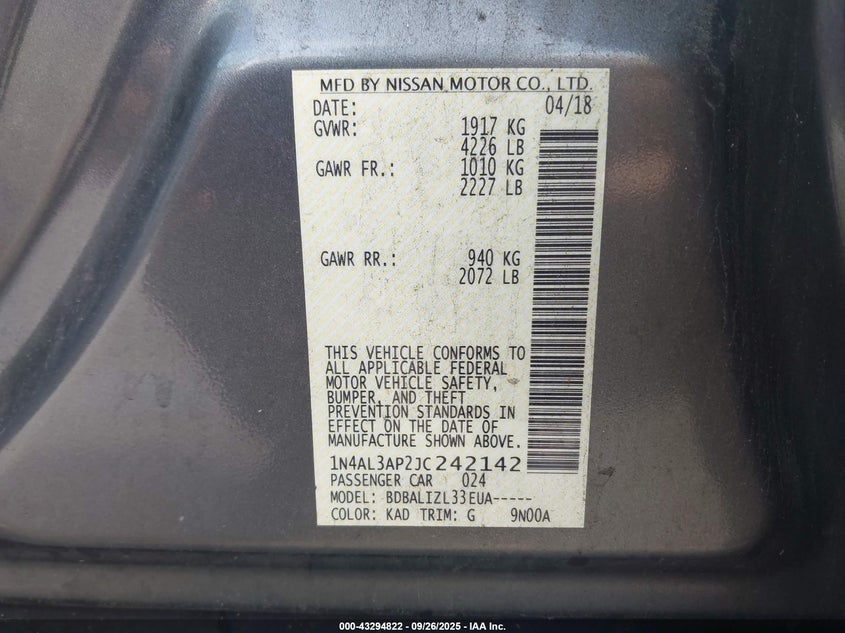 MFD BY NISSAN MOTOR CO., LTD.
DATE: 04/18
GVWR: 1917 KG
4226 LB
GAWR FR.: 1010 KG
2227 LB
GAWR RR.: 940 KG
2072 LB
THIS VEHICLE CONFORMS TO
ALL APPLICABLE FEDERAL
MOTOR VEHICLE SAFETY,
BUMPER, AND THEFT
PREVENTION STANDARDS IN
EFFECT ON THE DATE OF
MANUFACTURE SHOWN ABOVE.
1N4AL3AP2JC242142
PASSENGER CAR 024
MODEL: BDBALIZL33EUA-----
COLOR: KAD TRIM: G 9N00A
000-43294822 - 09/26/2025 - IAA Inc.